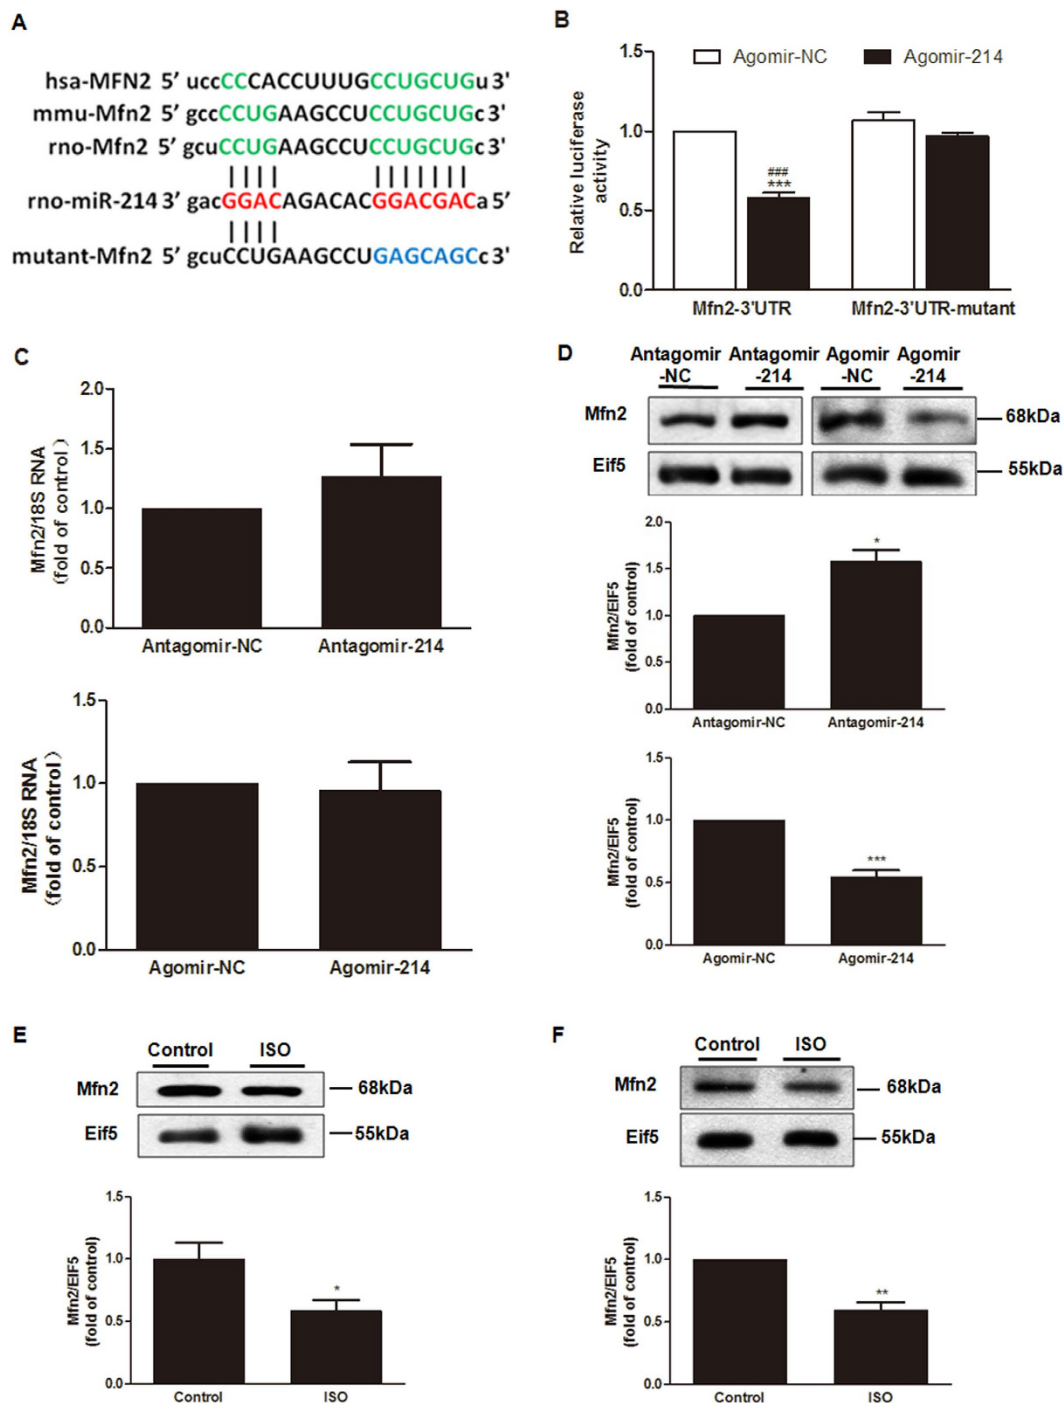 A
hsa-MFN2 5' uccCCCACCUUUGCCUGCUGu 3'
mmu-Mfn2 5' gccCCUGAAGCCUCCUGCUGc 3'
rno-Mfn2 5' gcuCCUGAAGCCUCCUGCUGc 3'
rno-miR-214 3' gacGGACAGACACGGACGACa 5'
mutant-Mfn2 5' gcuCCUGAAGCCUGAGCAGCc 3'
B
Agomir-NC Agomir-214
Relative luciferase
activity
1.5
1.0
0.5
0.0
###
***
Mfn2-3'UTR Mfn2-3'UTR-mutant
C
Mfn2/18S RNA
(fold of control)
2.0
1.5
1.0
0.5
0.0
Antagomir-NC Antagomir-214
Mfn2/18S RNA
(fold of control)
1.5
1.0
0.5
0.0
Agomir-NC Agomir-214
D
Antagomir Antagomir Agomir Agomir
-NC -214 -NC -214
Mfn2 68kDa
Eif5 55kDa
Mfn2/EIF5
(fold of control)
2.0
1.5
1.0
0.5
0.0
*
Antagomir-NC Antagomir-214
Mfn2/EIF5
(fold of control)
1.5
1.0
0.5
0.0
***
Agomir-NC Agomir-214
E
Control ISO
Mfn2 68kDa
Eif5 55kDa
Mfn2/EIF5
(fold of control)
1.5
1.0
0.5
0.0
*
Control ISO
F
Control ISO
Mfn2 68kDa
Eif5 55kDa
Mfn2/EIF5
(fold of control)
1.5
1.0
0.5
0.0
**
Control ISO